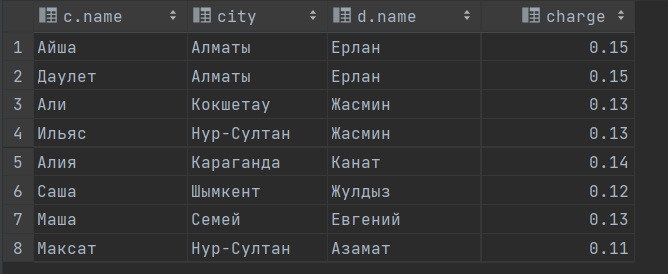 c.name city d.name charge
1 Айша Алматы Ерлан 0.15
2 Даулет Алматы Ерлан 0.15
3 Али Кокшетау Жасмин 0.13
4 Ильяс Нур-Султан Жасмин 0.13
5 Алия Караганда Канат 0.14
6 Саша Шымкент Жулдыз 0.12
7 Маша Семей Евгений 0.13
8 Максат Нур-Султан Азамат 0.11